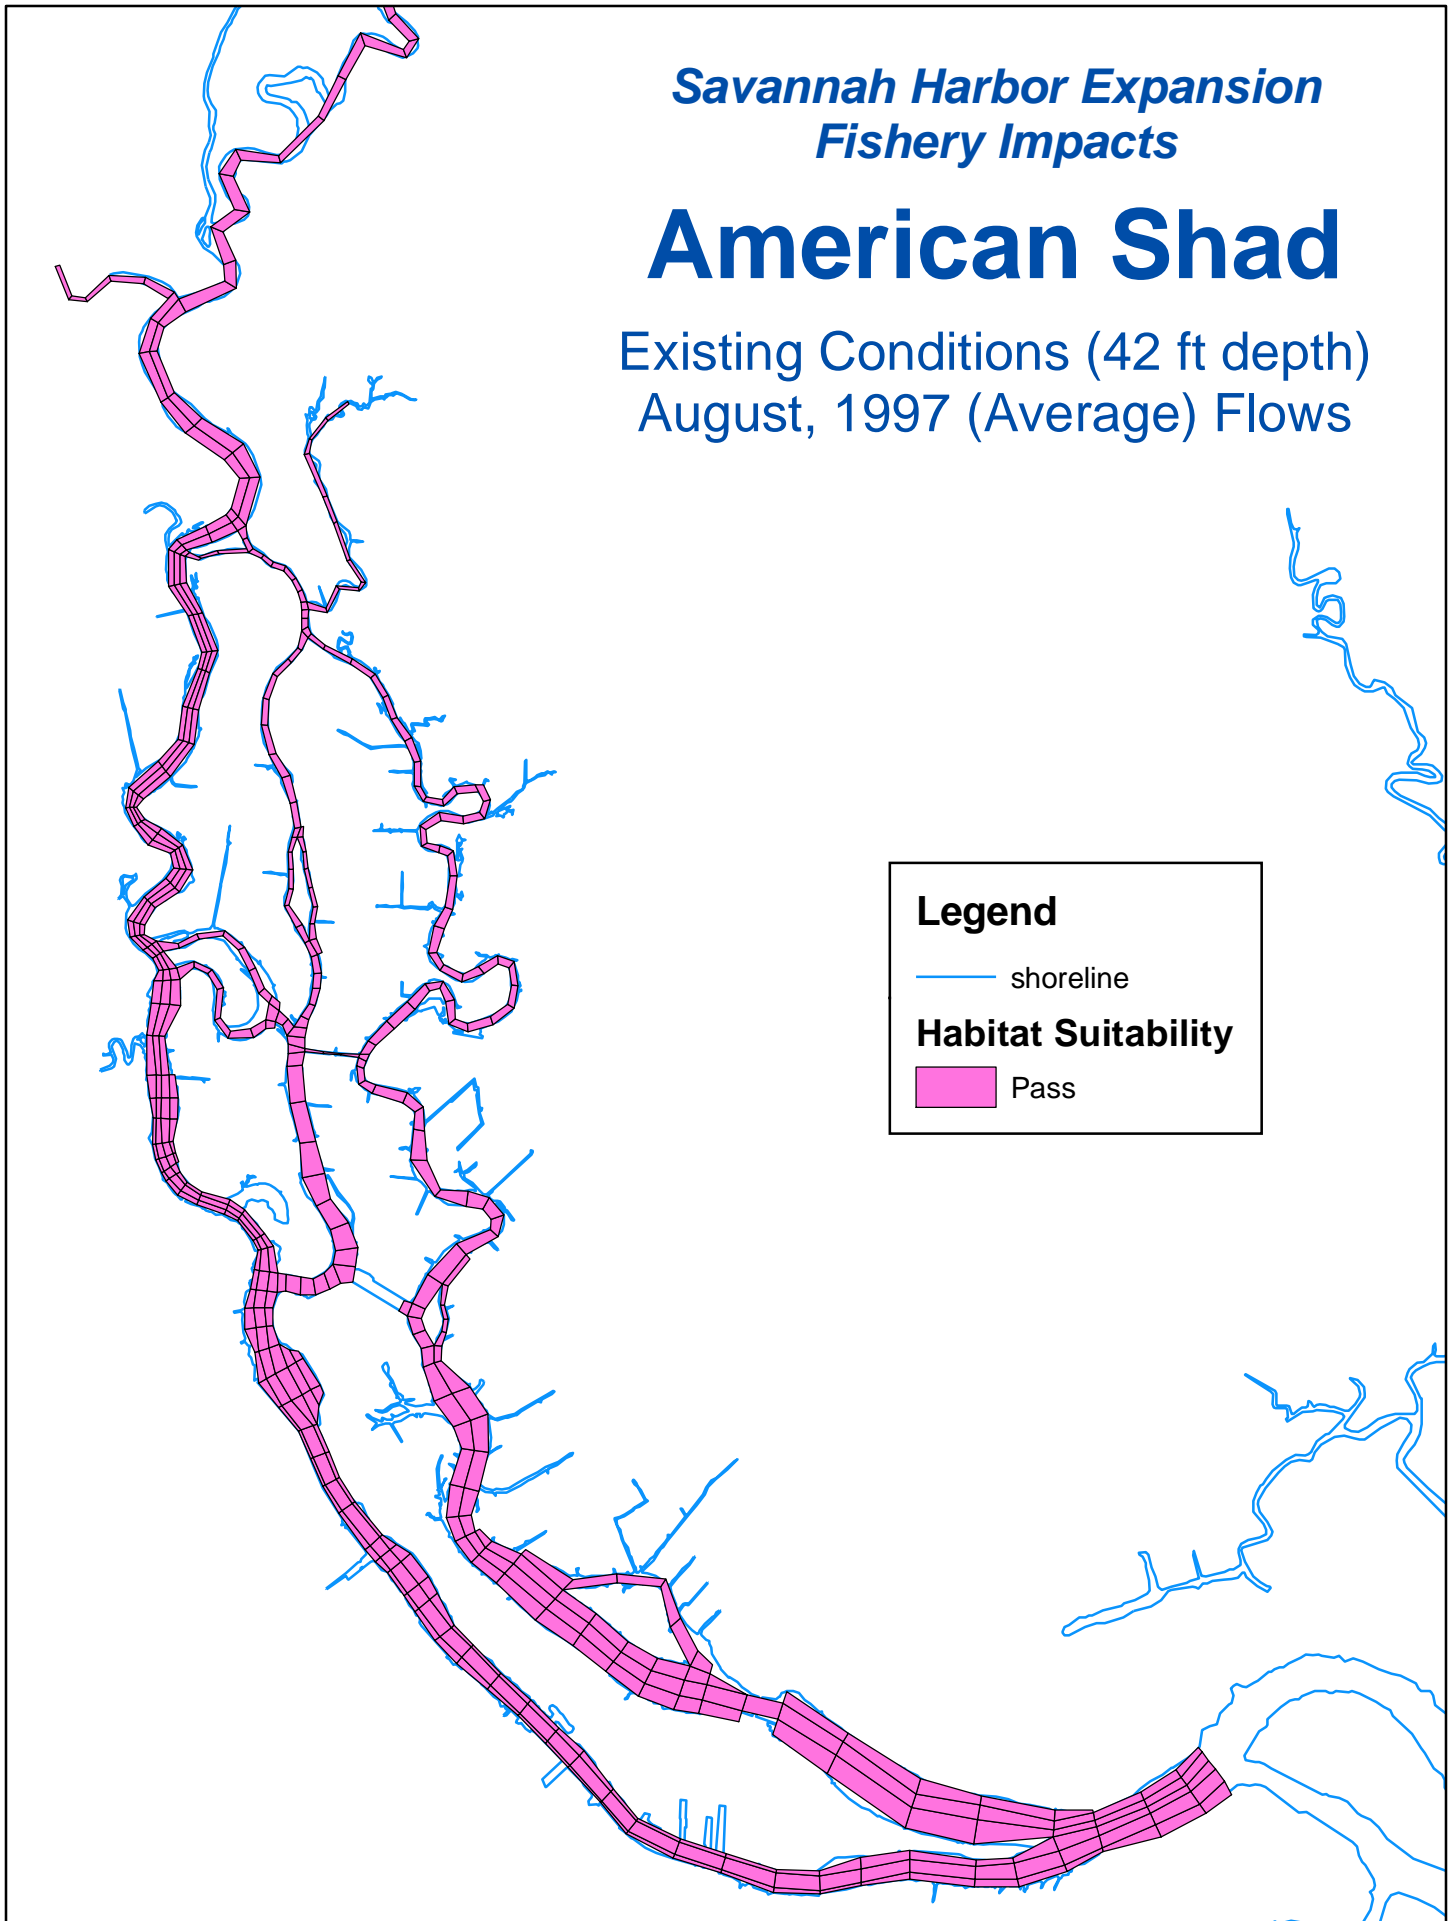 Savannah Harbor Expansion
Fishery Impacts
American Shad
Existing Conditions (42 ft depth)
August, 1997 (Average) Flows
Legend
shoreline
Habitat Suitability
Pass